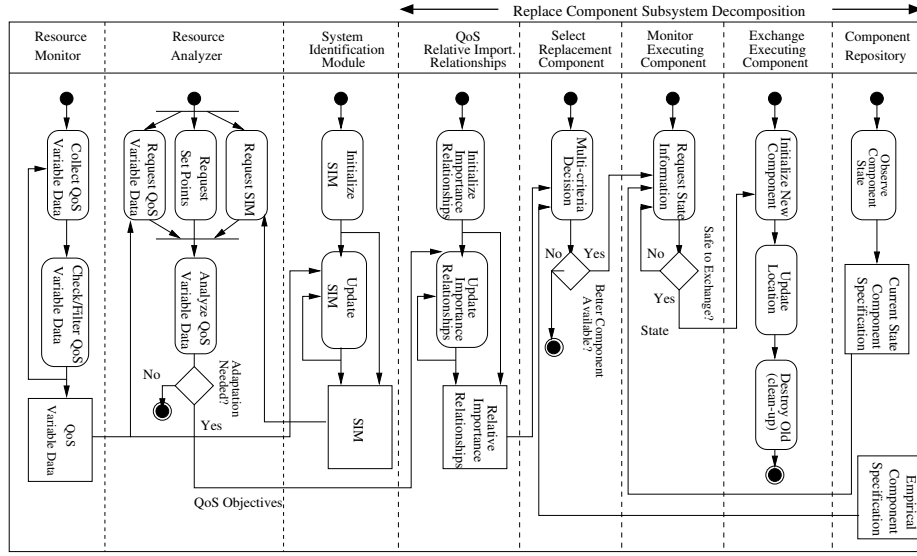 Replace Component Subsystem Decomposition
Resource
Monitor
Resource
Analyzer
System
Identification
Module
QoS
Relative Import.
Relationships
Select
Replacement
Component
Monitor
Executing
Component
Exchange
Executing
Component
Component
Repository
Collect QoS
Variable Data
Check/Filter QoS
Variable Data
QoS
Variable Data
Request QoS
Variable Data
Request
Set Points
Request SIM
Analyze QoS
Variable Data
Adaptation
Needed?
No
Yes
QoS Objectives
Initialize
SIM
Update
SIM
SIM
Initialize
Importance
Relationships
Update
Importance
Relationships
Relative
Importance
Relationships
Multi-criteria
Decision
No
Yes
Better Component
Available?
Request State
Information
No
Yes
Safe to Exchange?
State
Initialize New
Component
Update
Location
Destroy Old
(clean-up)
Observe
Component
State
Current State
Component
Specification
Empirical
Component
Specification